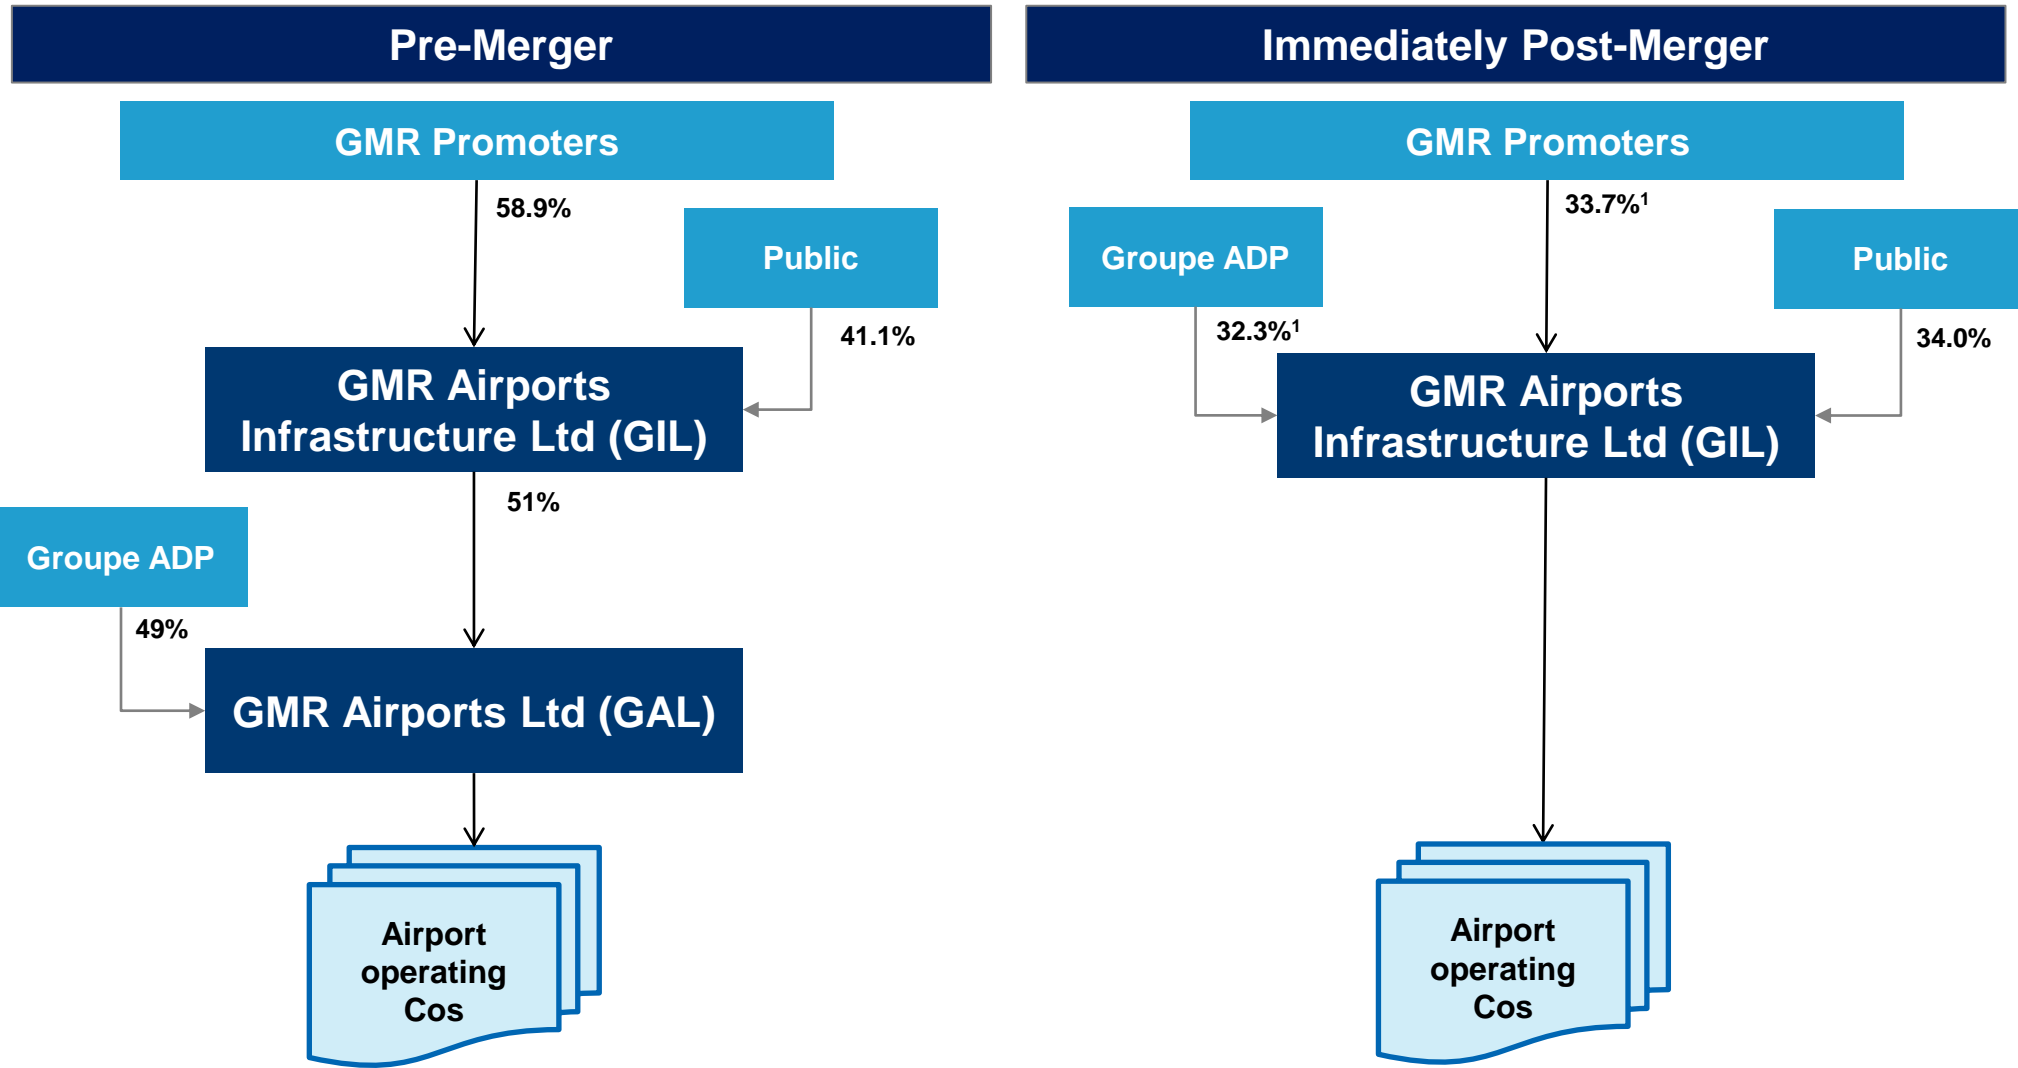 Pre-Merger
GMR Promoters
58.9%
Public
41.1%
GMR Airports
Infrastructure Ltd (GIL)
51%
Groupe ADP
49%
GMR Airports Ltd (GAL)
Airport
operating
Cos
Immediately Post-Merger
GMR Promoters
33.7%¹
Groupe ADP
32.3%¹
Public
34.0%
GMR Airports
Infrastructure Ltd (GIL)
Airport
operating
Cos